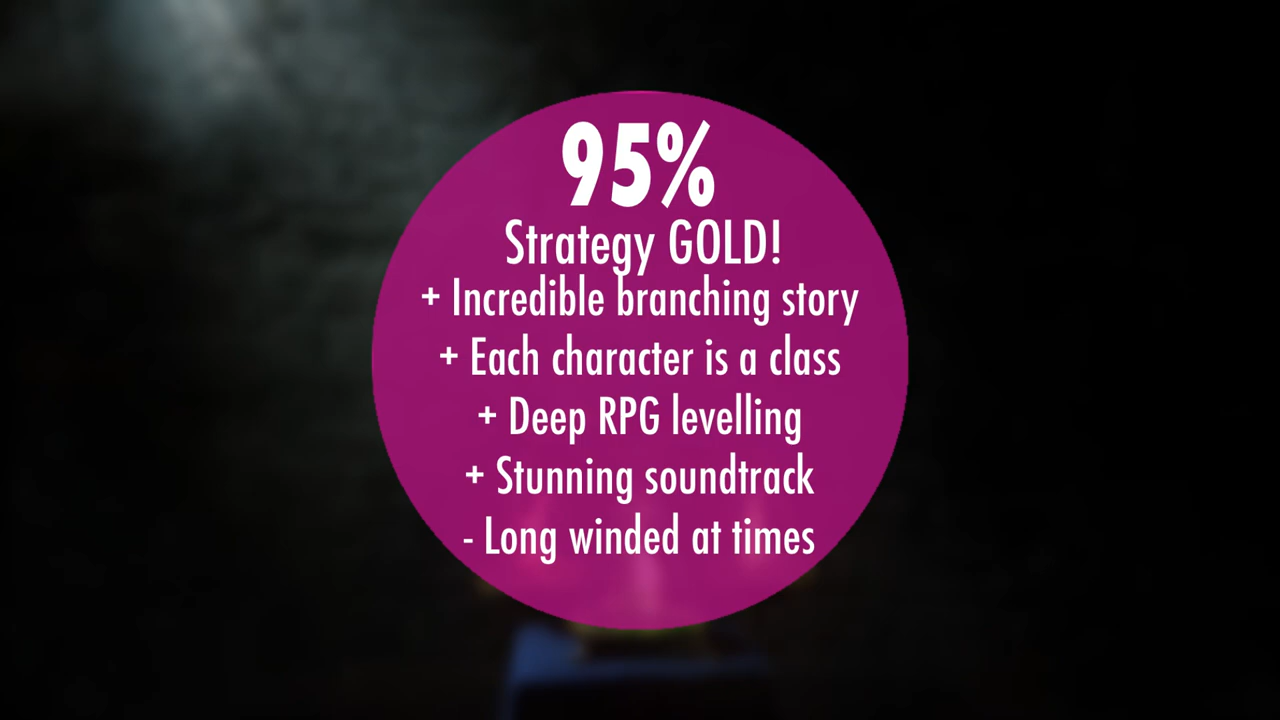 95%
Strategy GOLD!
+ Incredible branching story
+ Each character is a class
+ Deep RPG levelling
+ Stunning soundtrack
- Long winded at times